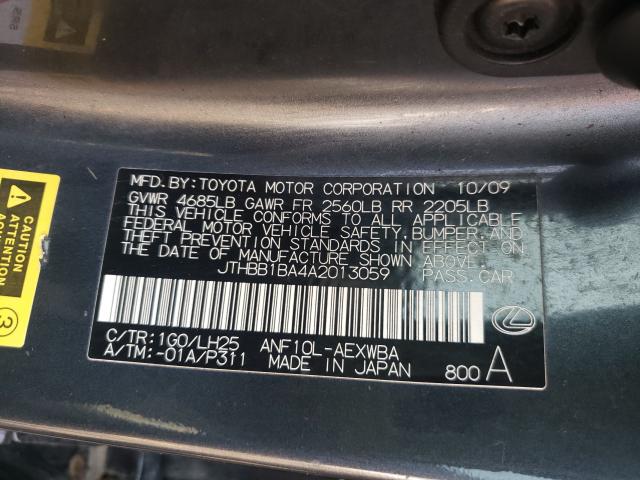 MFD. BY: TOYOTA MOTOR CORPORATION 10/09
GVWR 4685LB GAWR FR 2560LB RR 2205LB
THIS VEHICLE CONFORMS TO ALL APPLICABLE
FEDERAL MOTOR VEHICLE SAFETY, BUMPER, AND
THEFT PREVENTION STANDARDS IN EFFECT ON
THE DATE OF MANUFACTURE SHOWN ABOVE.
JTHBB1BA4A2013059 PASS. CAR
C/TR: 1G0/LH25 ANF10L-AEXWBA
A/TM: -01A/P311 MADE IN JAPAN 800 A
3